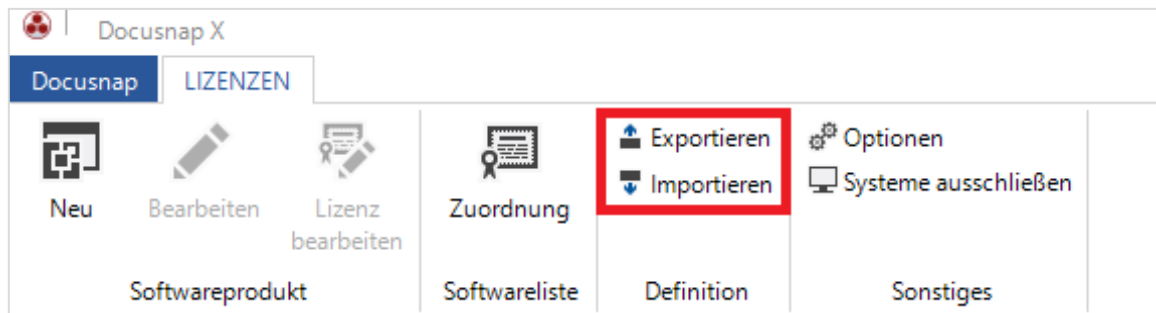 Docusnap X
Docusnap LIZENZEN
Exportieren Optionen
Importieren Systeme ausschließen
Neu Bearbeiten Lizenz bearbeiten Zuordnung
Softwareprodukt Softwareliste Definition Sonstiges